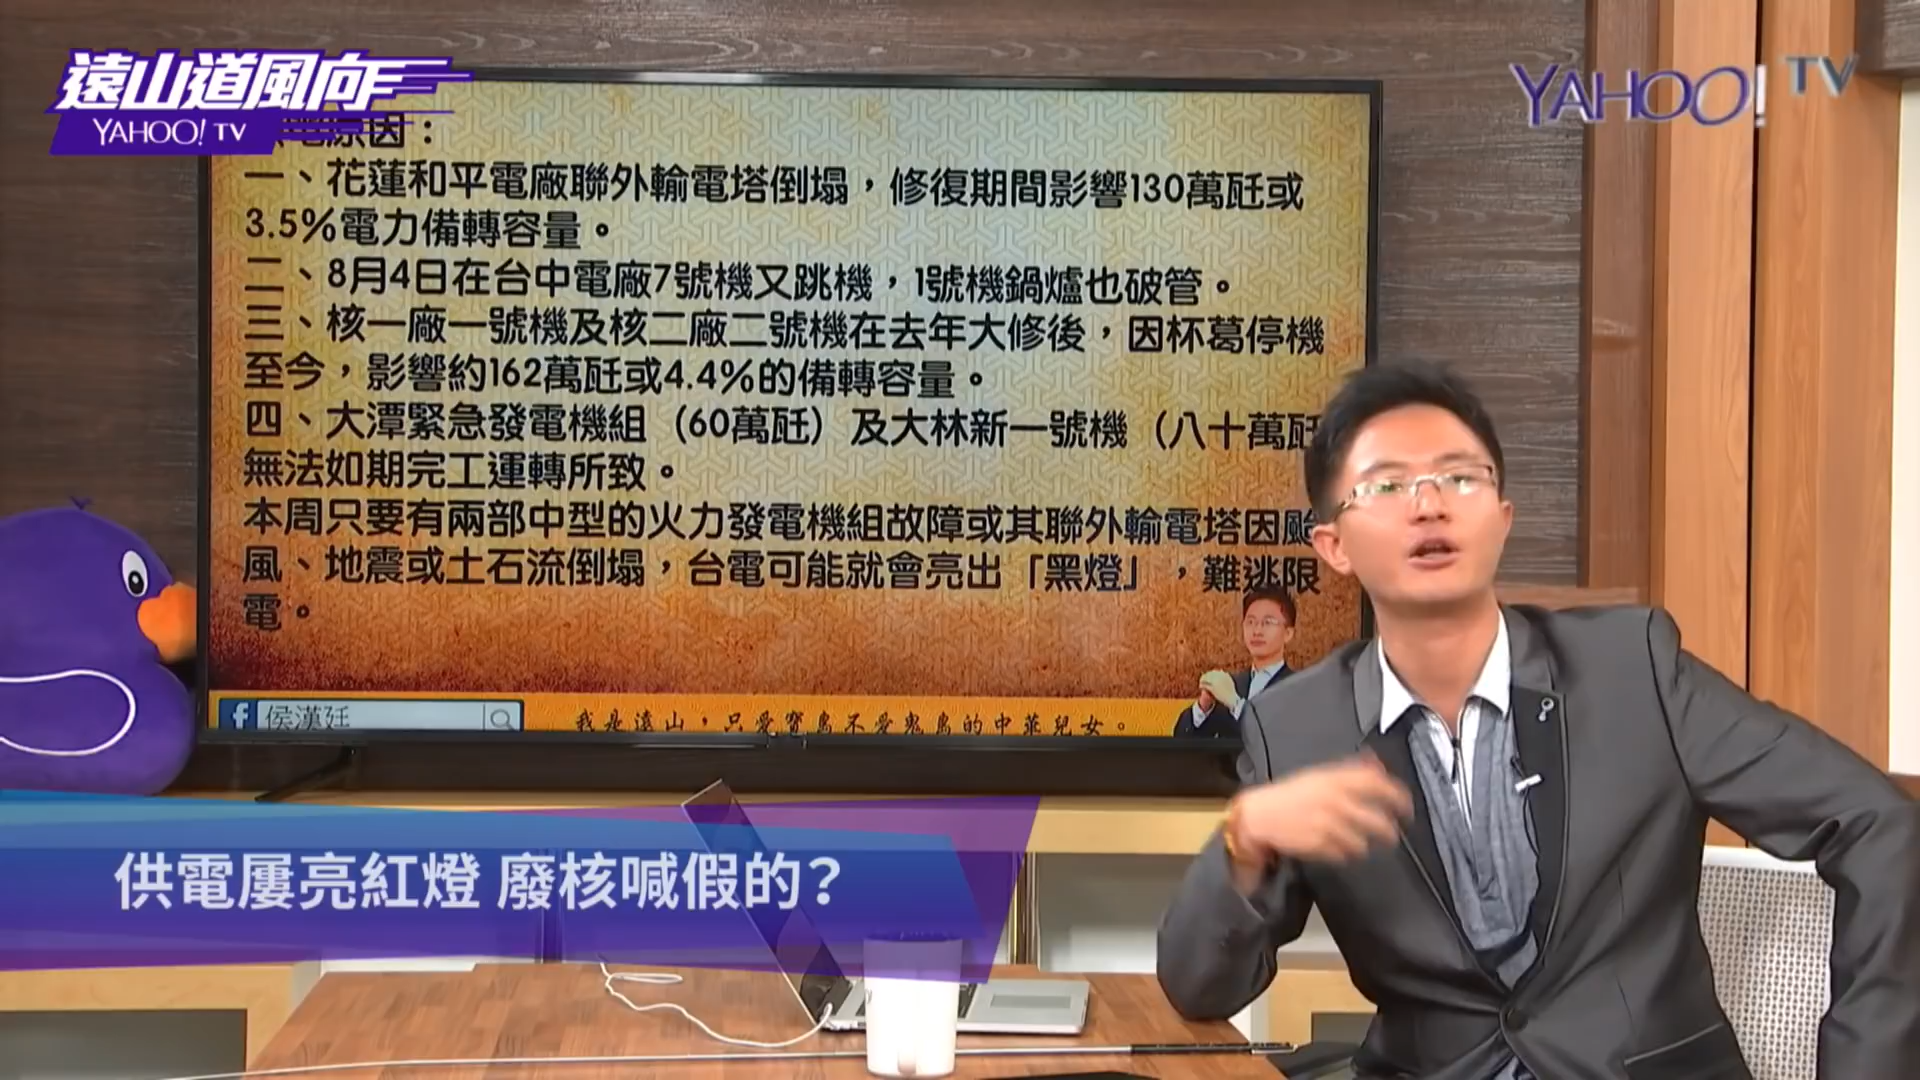 遠山道風向
YAHOO! TV
YAHOO! TV
原因：
一、花蓮和平電廠聯外輸電塔倒塌，修復期間影響130萬瓩或
3.5%電力備轉容量。
二、8月4日在台中電廠7號機又跳機，1號機鍋爐也破管。
三、核一廠一號機及核二廠二號機在去年大修後，因杯葛停機
至今，影響約162萬瓩或4.4%的備轉容量。
四、大潭緊急發電機組（60萬瓩）及大林新一號機（八十萬瓩
無法如期完工運轉所致。
本周只要有兩部中型的火力發電機組故障或其聯外輸電塔因颱
風、地震或土石流倒塌，台電可能就會亮出「黑燈」，難逃限
電。
f 侯漢廷
我是遠山，只愛寶島不愛鬼島的中華兒女。
供電屢亮紅燈 廢核喊假的?